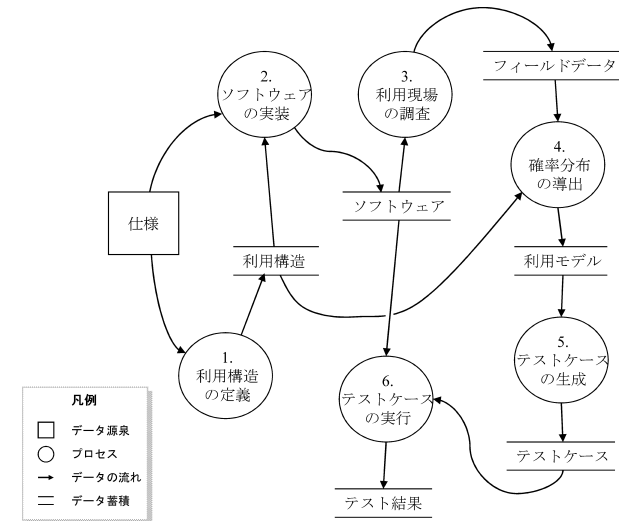 2.
ソフトウェア
の実装
3.
利用現場
の調査
フィールドデータ
4.
確率分布
の導出
仕様
ソフトウェア
利用構造
利用モデル
1.
利用構造
の定義
5.
テストケース
の生成
6.
テストケース
の実行
テストケース
テスト結果
凡例
データ源泉
プロセス
データの流れ
データ蓄積